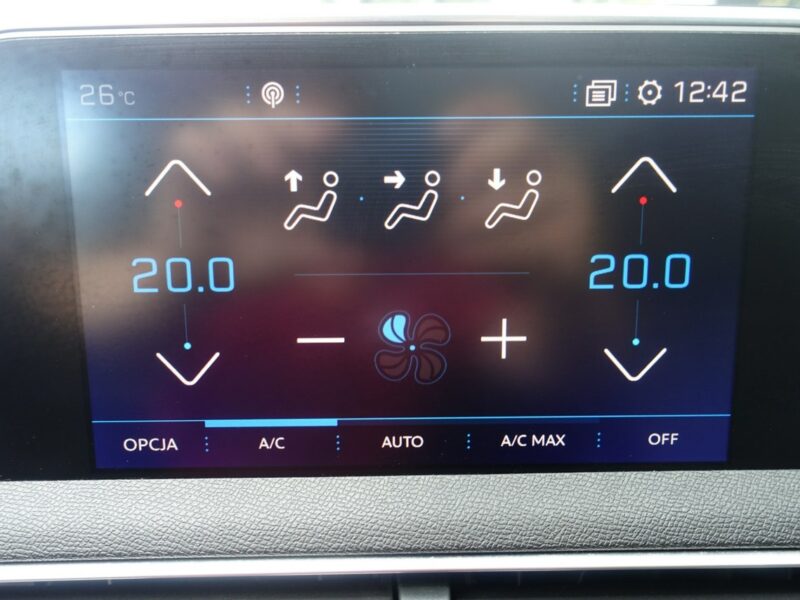 26°C 12:42
20.0 20.0
OPCJA A/C AUTO A/C MAX OFF